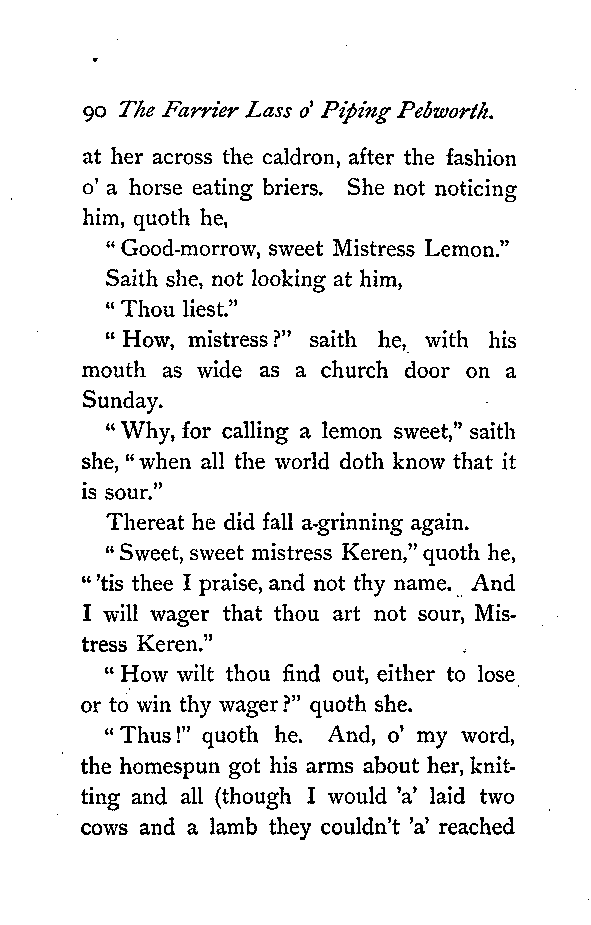 90 The Farrier Lass o' Piping Pebworth.
at her across the caldron, after the fashion
o' a horse eating briers. She not noticing
him, quoth he,
"Good-morrow, sweet Mistress Lemon."
Saith she, not looking at him,
"Thou liest."
"How, mistress?" saith he, with his
mouth as wide as a church door on a
Sunday.
"Why, for calling a lemon sweet," saith
she, "when all the world doth know that it
is sour."
Thereat he did fall a-grinning again.
"Sweet, sweet mistress Keren," quoth he,
"'tis thee I praise, and not thy name. And
I will wager that thou art not sour, Mis-
tress Keren."
"How wilt thou find out, either to lose
or to win thy wager?" quoth she.
"Thus!" quoth he. And, o' my word,
the homespun got his arms about her, knit-
ting and all (though I would 'a' laid two
cows and a lamb they couldn't 'a' reached